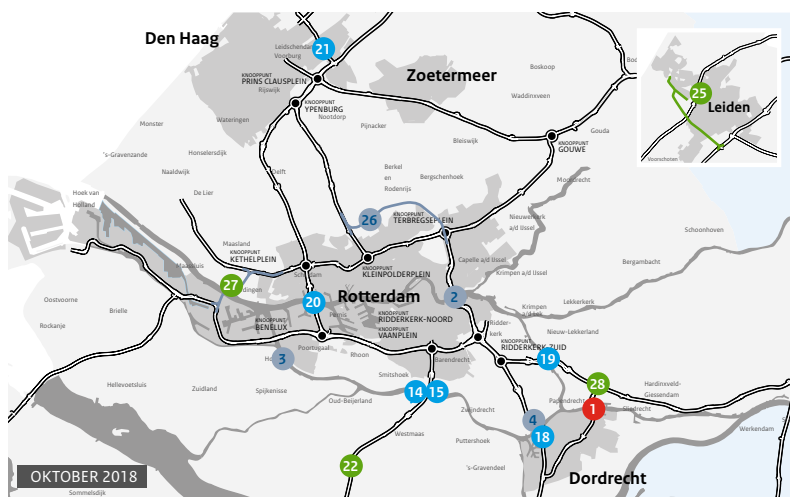 Den Haag
Leidschendam
Voorburg
21
KNOOPPUNT
PRINS CLAUSPLEIN
Rijswijk
Zoetermeer
Boskoop
Waddinxveen
25
Leiden
Voorschoten
KNOOPPUNT
YPENBURG
Nootdorp
Wateringen
Pijnacker
Monster
Honselersdijk
Bleiswijk
Gouda
KNOOPPUNT
GOUWE
's-Gravenzande
Naaldwijk
Delft
Berkel
en
Rodenrijs
Bergschenhoek
Moordrecht
De Lier
Hoek van
Holland
26
KNOOPPUNT
TERBREGSEPLEIN
Nieuwerkerk
a/d IJssel
Schoonhoven
Maasland
KNOOPPUNT
KETHELPLEIN
Maassluis
KNOOPPUNT
KLEINPOLDERPLEIN
Capelle a/d IJssel
Bergambacht
Krimpen a/d IJssel
27
20
Rotterdam
2
Lekkerkerk
Krimpen
a/d Lek
Oostvoorne
Brielle
Rockanje
Pernis
KNOOPPUNT
BENELUX
KNOOPPUNT
RIDDERKERK-NOORD
KNOOPPUNT
VAANPLEIN
Ridder-
kerk
Nieuw-Lekkerland
KNOOPPUNT
RIDDERKERK-ZUID
3
Poortugaal
Rhoon
Barendrecht
19
Smitshoek
Hellevoetsluis
Zuidland
Spijkenisse
Oud-Beijerland
14
15
28
Hardinxveld-
Giessendam
Papendrecht
1
Sliedrecht
Zwijndrecht
4
18
Werkendam
Westmaas
Puttershoek
's-Gravendeel
22
Dordrecht
OKTOBER 2018
Sommelsdijk